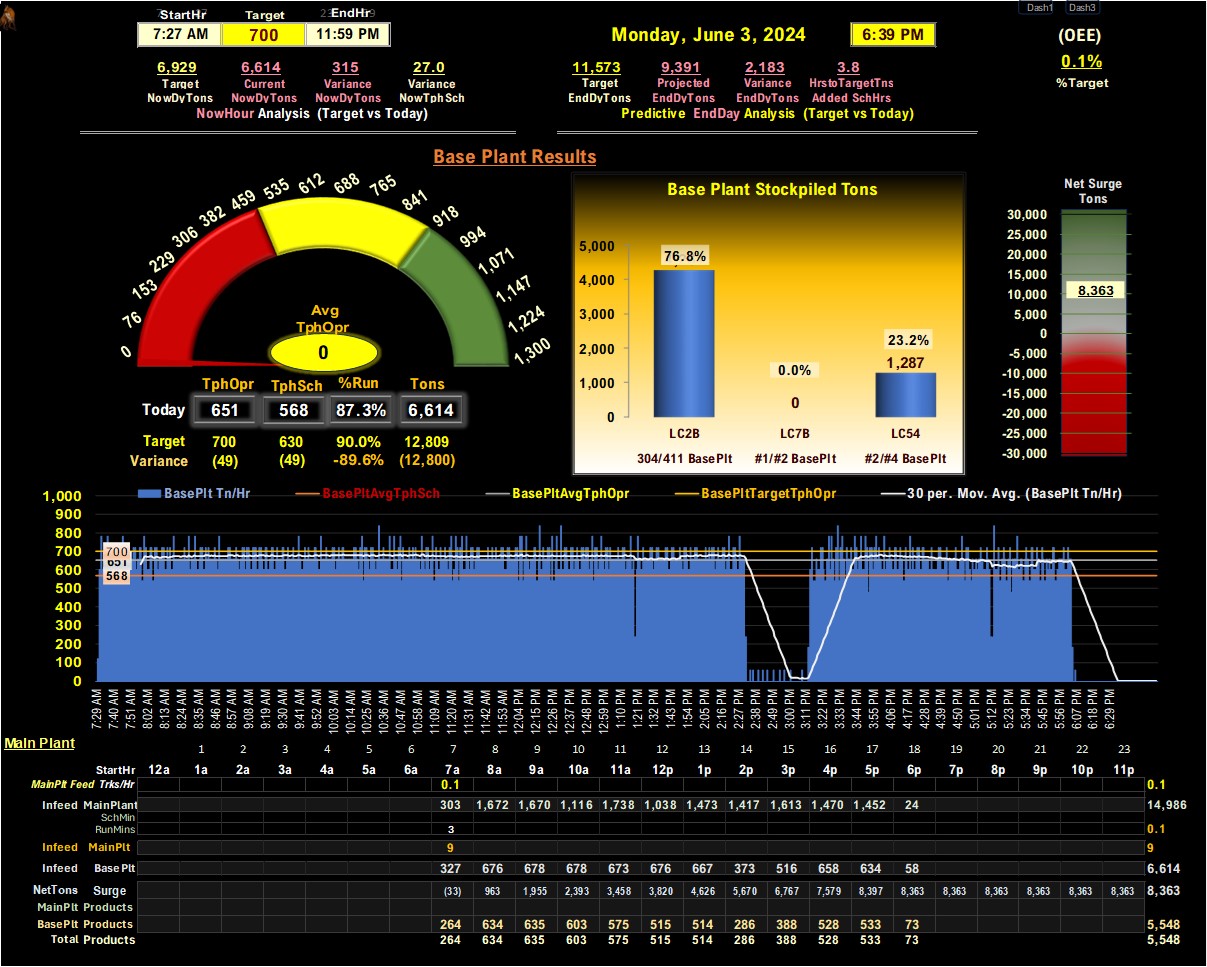 Dash1 Dash3
StartHr Target EndHr
7:27 AM 700 11:59 PM Monday, June 3, 2024 6:39 PM (OEE)
6,929 6,614 315 27.0 11,573 9,391 2,183 3.8 0.1%
Target Current Variance Variance Target Projected Variance HrstoTargetTns %Target
NowDyTons NowDyTons NowDyTons NowTphSch EndDyTons EndDyTons EndDyTons Added SchHrs
NowHour Analysis (Target vs Today) Predictive EndDay Analysis (Target vs Today)
Base Plant Results
0 76 153 229 306 382 459 535 612 688 765 841 918 994 1,071 1,147 1,224 1,300
Avg
TphOpr
0
TphOpr TphSch %Run Tons
Today 651 568 87.3% 6,614
Target 700 630 90.0% 12,809
Variance (49) (49) -89.6% (12,800)
Base Plant Stockpiled Tons
5,000
4,000
3,000
2,000
1,000
0
76.8%
0.0%
0
23.2%
1,287
LC2B LC7B LC54
304/411 BasePlt #1/#2 BasePlt #2/#4 BasePlt
Net Surge
Tons
30,000
25,000
20,000
15,000
10,000
5,000
0
-5,000
-10,000
-15,000
-20,000
-25,000
-30,000
8,363
BasePlt Tn/Hr BasePltAvgTphSch BasePltAvgTphOpr BasePltTargetTphOpr 30 per. Mov. Avg. (BasePlt Tn/Hr)
1,000
900
800
700
600
500
400
300
200
100
0
700
651
568
7:29 AM 7:40 AM 7:51 AM 8:02 AM 8:13 AM 8:24 AM 8:35 AM 8:46 AM 8:57 AM 9:08 AM 9:19 AM 9:30 AM 9:41 AM 9:52 AM 10:03 AM 10:14 AM 10:25 AM 10:36 AM 10:47 AM 10:58 AM 11:09 AM 11:20 AM 11:31 AM 11:42 AM 11:53 AM 12:04 PM 12:15 PM 12:26 PM 12:37 PM 12:48 PM 12:59 PM 1:10 PM 1:21 PM 1:32 PM 1:43 PM 1:54 PM 2:05 PM 2:16 PM 2:27 PM 2:38 PM 2:49 PM 3:00 PM 3:11 PM 3:22 PM 3:33 PM 3:44 PM 3:55 PM 4:06 PM 4:17 PM 4:28 PM 4:39 PM 4:50 PM 5:01 PM 5:12 PM 5:23 PM 5:34 PM 5:45 PM 5:56 PM 6:07 PM 6:18 PM 6:29 PM
Main Plant
1 2 3 4 5 6 7 8 9 10 11 12 13 14 15 16 17 18 19 20 21 22 23
StartHr 12a 1a 2a 3a 4a 5a 6a 7a 8a 9a 10a 11a 12p 1p 2p 3p 4p 5p 6p 7p 8p 9p 10p 11p
MainPlt Feed Trks/Hr 0.1 0.1
Infeed MainPlant 303 1,672 1,670 1,116 1,738 1,038 1,473 1,417 1,613 1,470 1,452 24 14,986
SchMin
RunMins 3 0.1
Infeed MainPlt 9 9
Infeed BasePlt 327 676 678 678 673 676 667 373 516 658 634 58 6,614
NetTons Surge (33) 963 1,955 2,393 3,458 3,820 4,626 5,670 6,767 7,579 8,397 8,363 8,363 8,363 8,363 8,363 8,363 8,363
MainPlt Products
BasePlt Products 264 634 635 603 575 515 514 286 388 528 533 73 5,548
Total Products 264 634 635 603 575 515 514 286 388 528 533 73 5,548